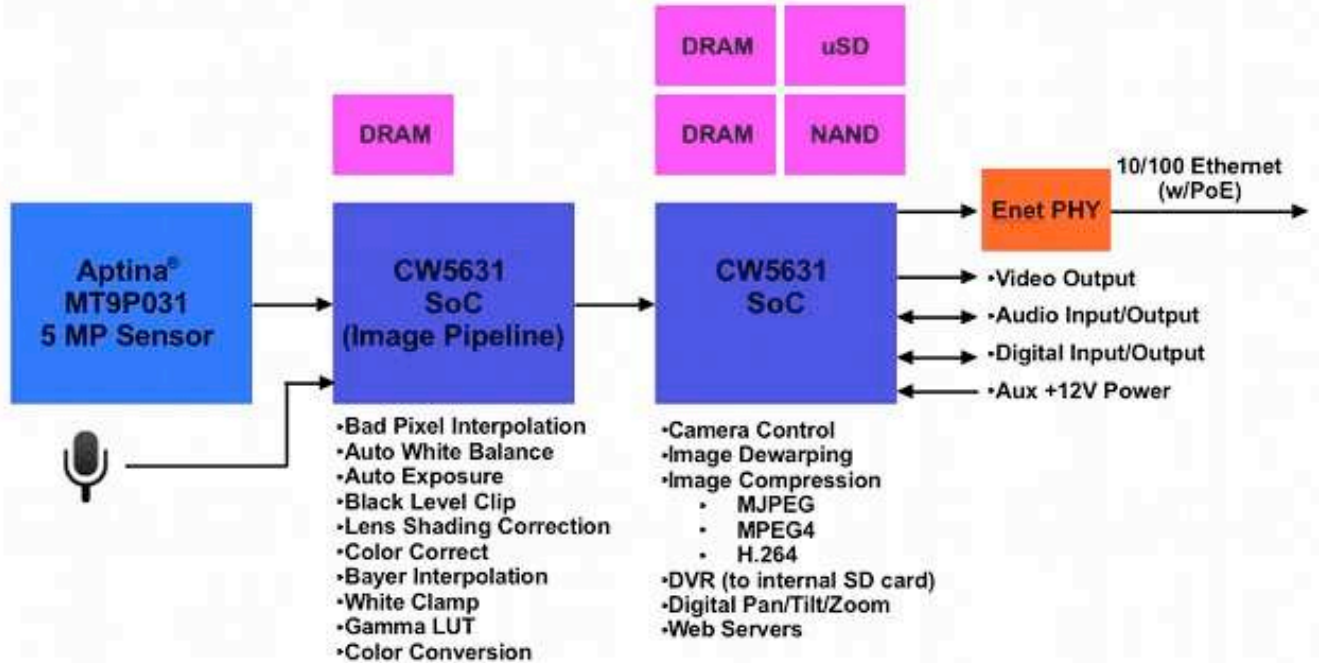 DRAM
uSD
DRAM
DRAM
NAND
Aptina®
MT9P031
5 MP Sensor
CW5631
SoC
(Image Pipeline)
CW5631
SoC
Enet PHY
10/100 Ethernet
(w/PoE)
•Video Output
•Audio Input/Output
•Digital Input/Output
•Aux +12V Power
•Bad Pixel Interpolation
•Auto White Balance
•Auto Exposure
•Black Level Clip
•Lens Shading Correction
•Color Correct
•Bayer Interpolation
•White Clamp
•Gamma LUT
•Color Conversion
•Camera Control
•Image Dewarping
•Image Compression
• MJPEG
• MPEG4
• H.264
•DVR (to internal SD card)
•Digital Pan/Tilt/Zoom
•Web Servers